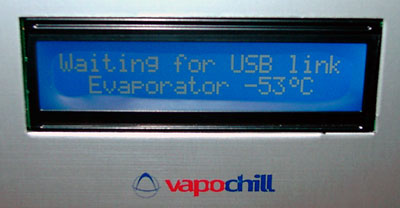 Waiting for USB link
Evaporator -53°C
vapochill